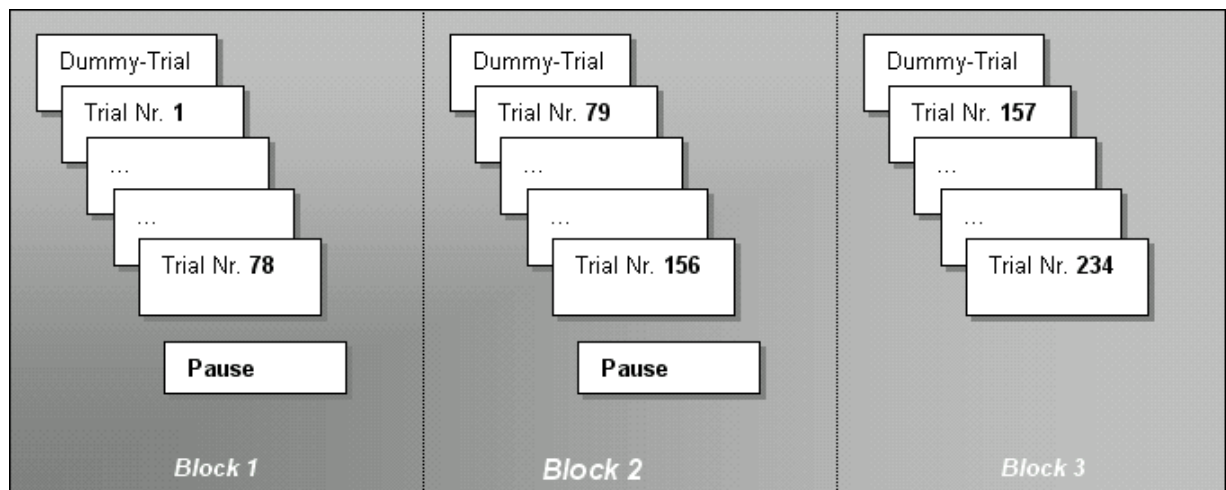 Dummy-Trial
Trial Nr. 1
...
...
Trial Nr. 78
Pause
Block 1
Dummy-Trial
Trial Nr. 79
...
...
Trial Nr. 156
Pause
Block 2
Dummy-Trial
Trial Nr. 157
...
...
Trial Nr. 234
Block 3